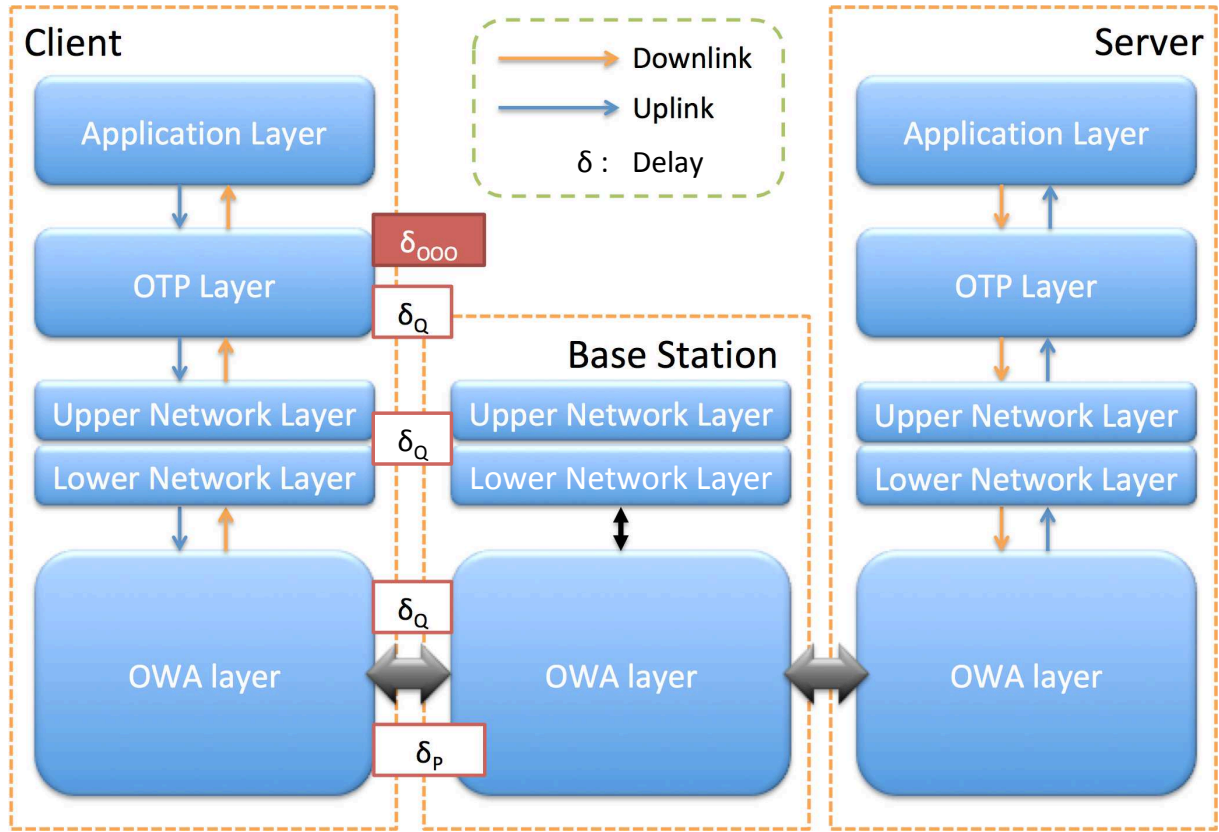 Client
Application Layer
OTP Layer
Upper Network Layer
Lower Network Layer
OWA layer
Downlink
Uplink
δ : Delay
δOOO
δQ
δQ
δQ
δP
Base Station
Upper Network Layer
Lower Network Layer
OWA layer
Server
Application Layer
OTP Layer
Upper Network Layer
Lower Network Layer
OWA layer